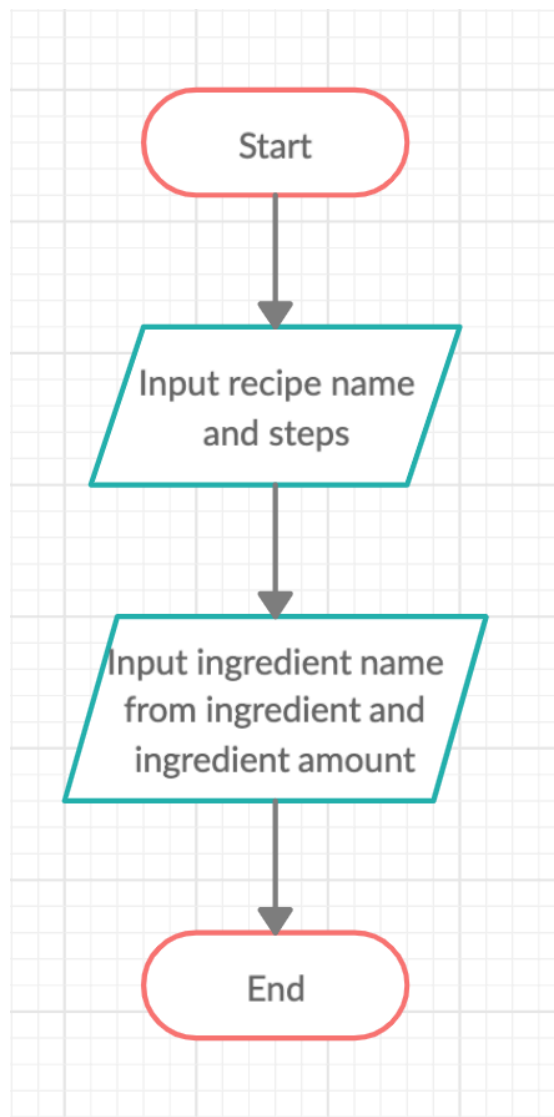 Start
Input recipe name
and steps
Input ingredient name
from ingredient and
ingredient amount
End